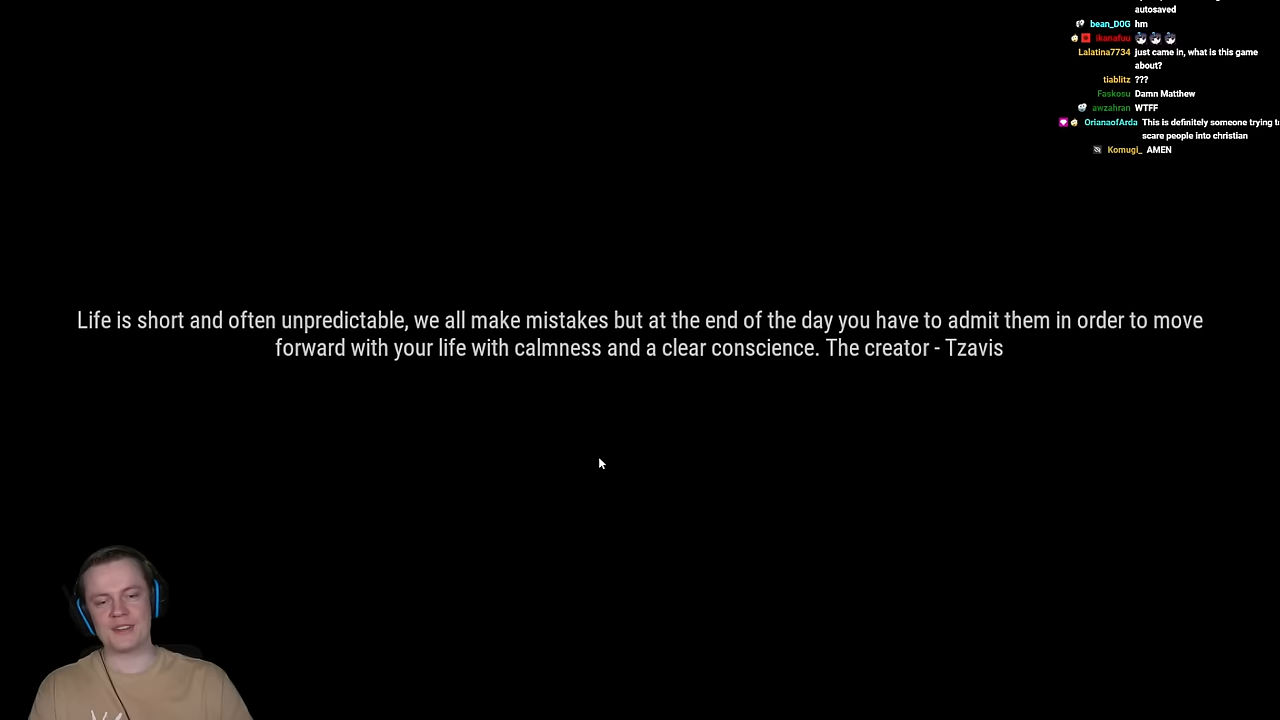 autosaved
bean_D0G hm
ikanafuu
Lalatina7734 just came in, what is this game
about?
tiablitz ???
Faskosu Damn Matthew
awzahran WTFF
OrianaofArda This is definitely someone trying t
scare people into christian
Komugi_ AMEN
Life is short and often unpredictable, we all make mistakes but at the end of the day you have to admit them in order to move
forward with your life with calmness and a clear conscience. The creator - Tzavis